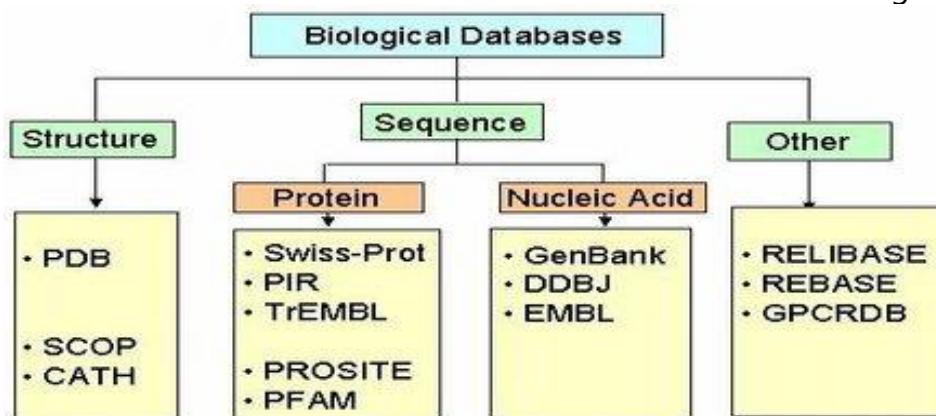 Biological Databases
Structure
Sequence
Other
Protein
Nucleic Acid
• PDB
• SCOP
• CATH
• Swiss-Prot
• PIR
• TrEMBL
• PROSITE
• PFAM
• GenBank
• DDBJ
• EMBL
• RELIBASE
• REBASE
• GPCRDB